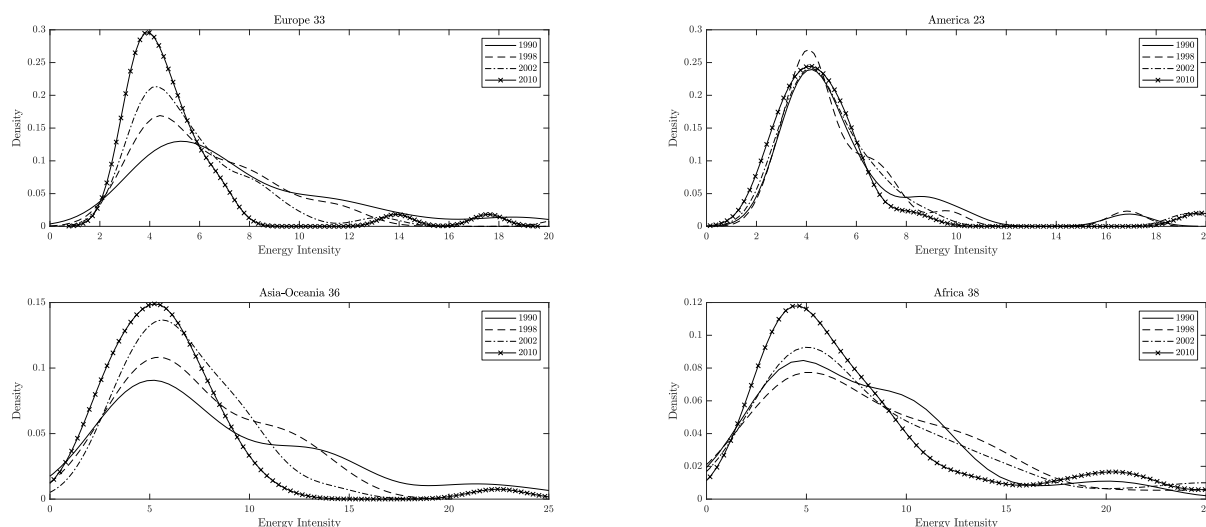 Europe 33
0.3
0.25
0.2
0.15
0.1
0.05
0
Density
0 2 4 6 8 10 12 14 16 18 20
Energy Intensity
1990
1998
2002
2010
America 23
0.3
0.25
0.2
0.15
0.1
0.05
0
Density
0 2 4 6 8 10 12 14 16 18 20
Energy Intensity
1990
1998
2002
2010
Asia-Oceania 36
0.15
0.1
0.05
0
Density
0 5 10 15 20 25
Energy Intensity
1990
1998
2002
2010
Africa 38
0.12
0.1
0.08
0.06
0.04
0.02
0
Density
0 5 10 15 20 25
Energy Intensity
1990
1998
2002
2010